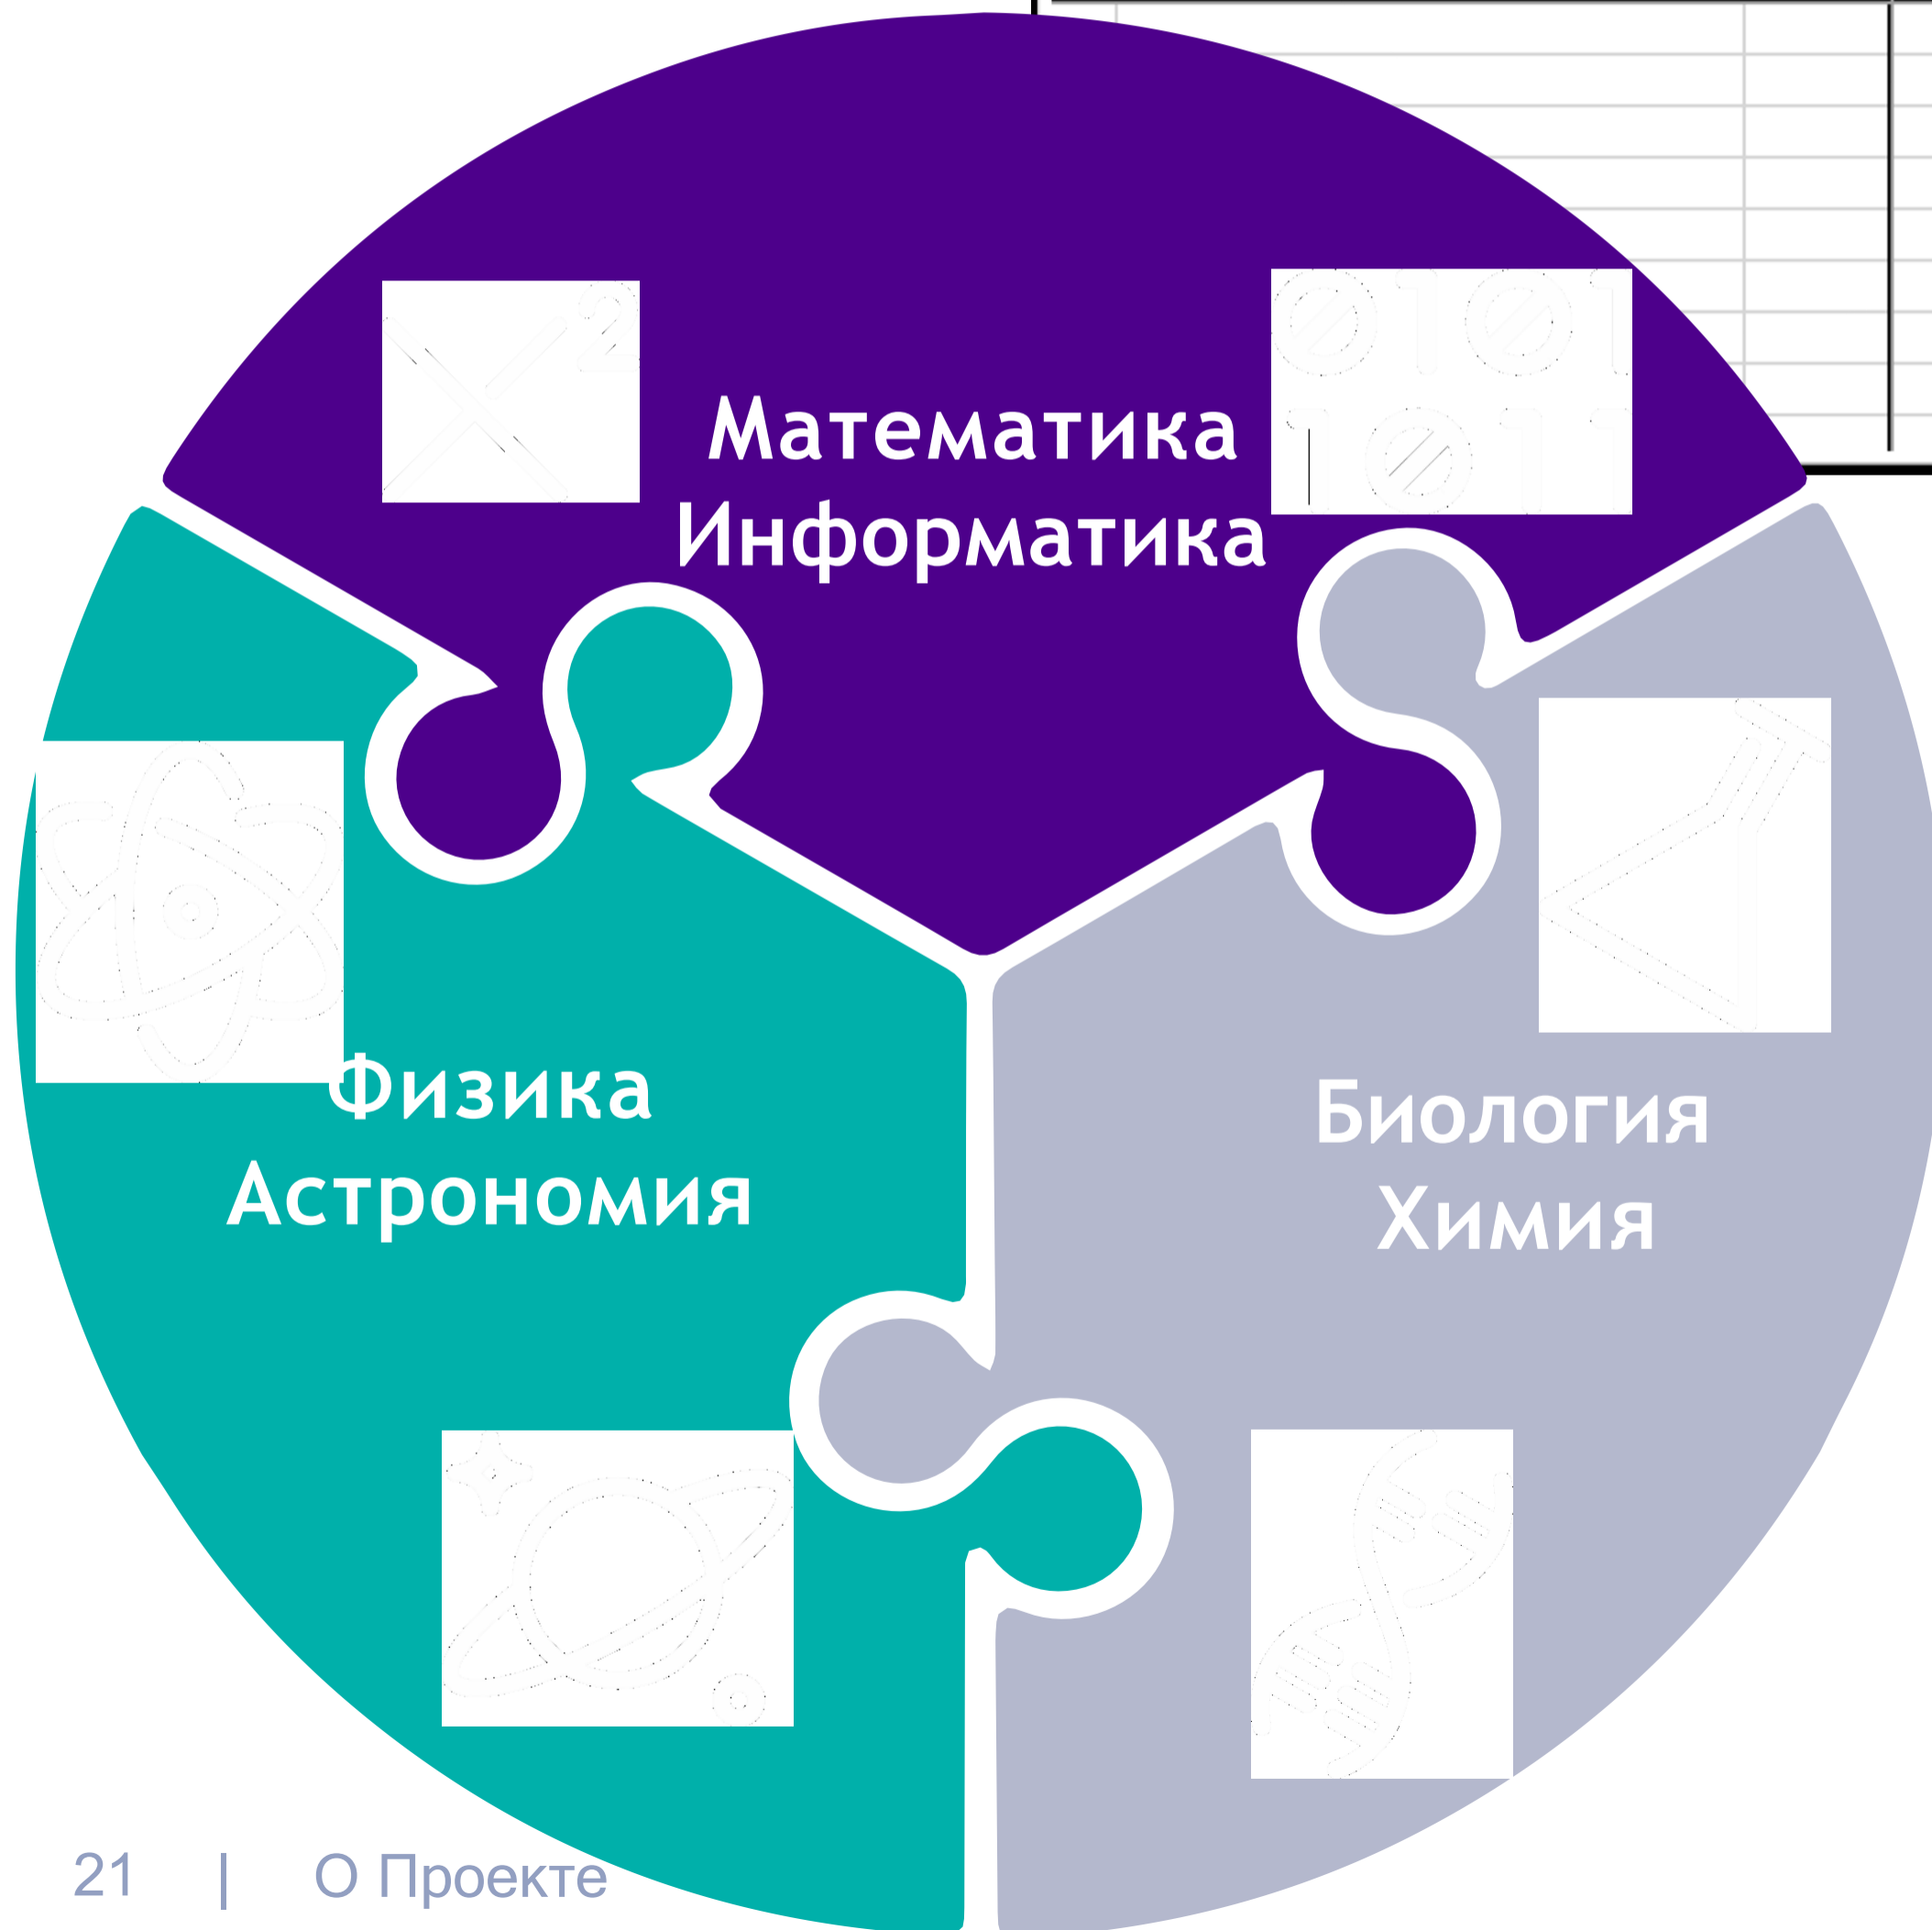 Математика
Информатика
Физика
Астрономия
Биология
Химия
21 | О Проекте